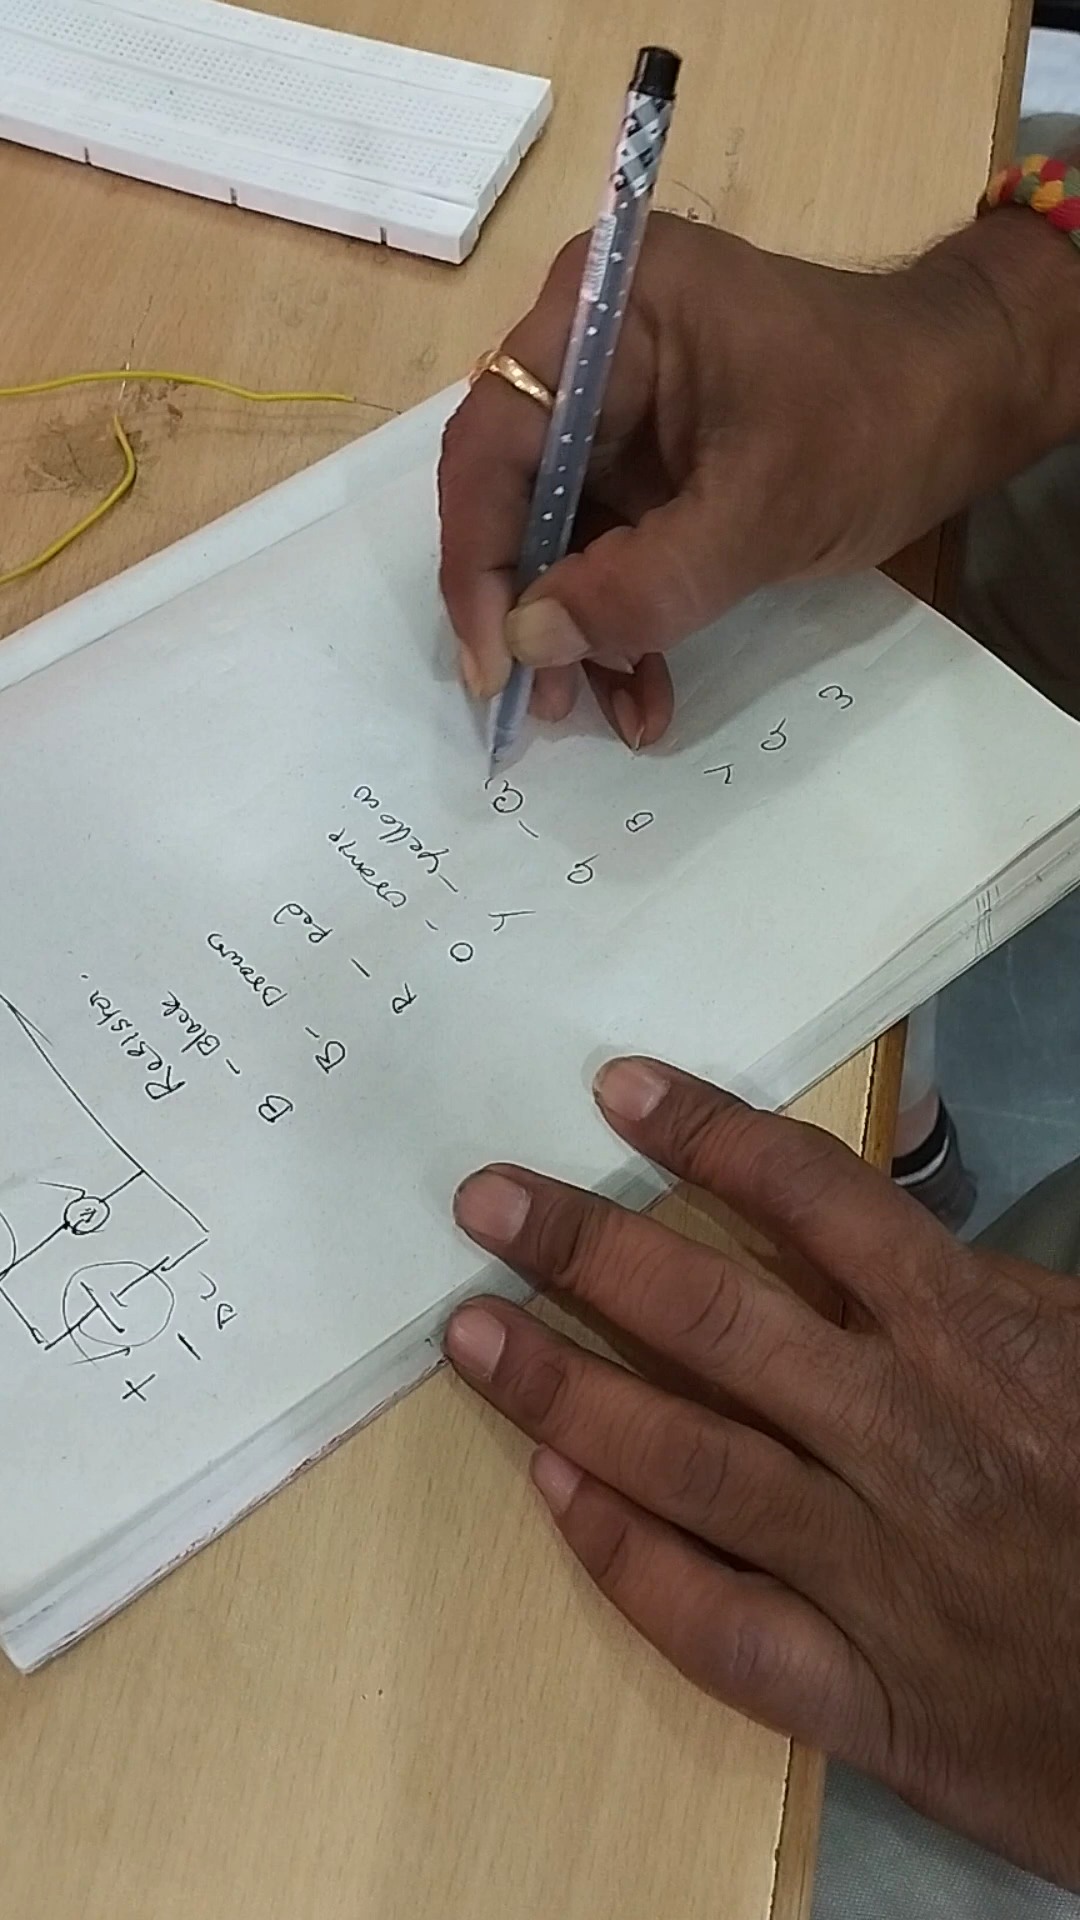 Resistor.
B - Black
B - Brown
R - Red
O - orange
Y - yellow
G - G
B
V
G
W
V
DC
-
+